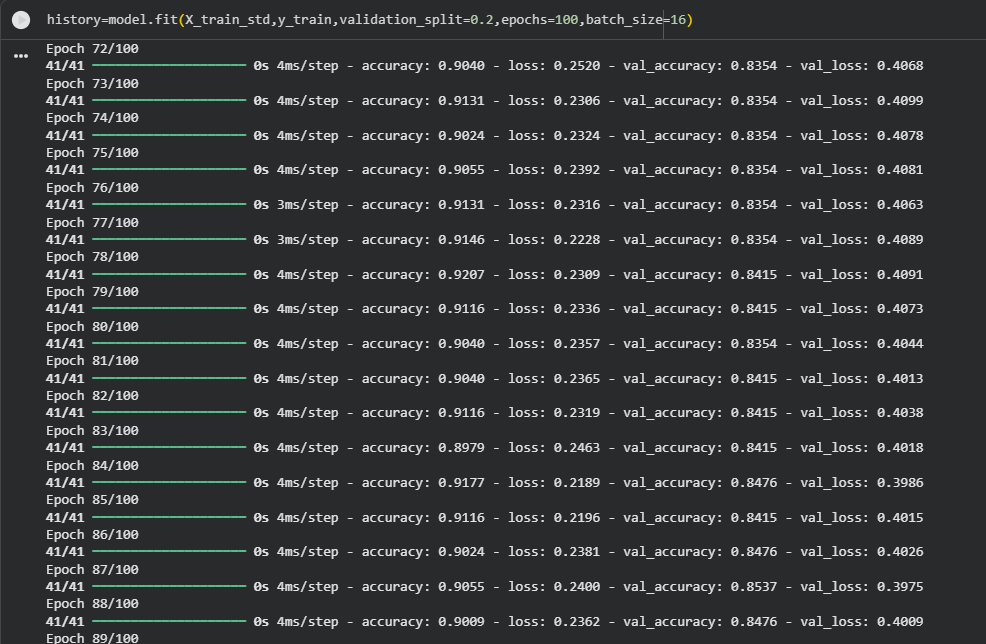 history=model.fit(X_train_std,y_train,validation_split=0.2,epochs=100,batch_size=16)
Epoch 72/100
41/41 0s 4ms/step - accuracy: 0.9040 - loss: 0.2520 - val_accuracy: 0.8354 - val_loss: 0.4068
Epoch 73/100
41/41 0s 4ms/step - accuracy: 0.9131 - loss: 0.2306 - val_accuracy: 0.8354 - val_loss: 0.4099
Epoch 74/100
41/41 0s 4ms/step - accuracy: 0.9024 - loss: 0.2324 - val_accuracy: 0.8354 - val_loss: 0.4078
Epoch 75/100
41/41 0s 4ms/step - accuracy: 0.9055 - loss: 0.2392 - val_accuracy: 0.8354 - val_loss: 0.4081
Epoch 76/100
41/41 0s 3ms/step - accuracy: 0.9131 - loss: 0.2316 - val_accuracy: 0.8354 - val_loss: 0.4063
Epoch 77/100
41/41 0s 3ms/step - accuracy: 0.9146 - loss: 0.2228 - val_accuracy: 0.8354 - val_loss: 0.4089
Epoch 78/100
41/41 0s 4ms/step - accuracy: 0.9207 - loss: 0.2309 - val_accuracy: 0.8415 - val_loss: 0.4091
Epoch 79/100
41/41 0s 4ms/step - accuracy: 0.9116 - loss: 0.2336 - val_accuracy: 0.8415 - val_loss: 0.4073
Epoch 80/100
41/41 0s 4ms/step - accuracy: 0.9040 - loss: 0.2357 - val_accuracy: 0.8354 - val_loss: 0.4044
Epoch 81/100
41/41 0s 4ms/step - accuracy: 0.9040 - loss: 0.2365 - val_accuracy: 0.8415 - val_loss: 0.4013
Epoch 82/100
41/41 0s 4ms/step - accuracy: 0.9116 - loss: 0.2319 - val_accuracy: 0.8415 - val_loss: 0.4038
Epoch 83/100
41/41 0s 4ms/step - accuracy: 0.8979 - loss: 0.2463 - val_accuracy: 0.8415 - val_loss: 0.4018
Epoch 84/100
41/41 0s 4ms/step - accuracy: 0.9177 - loss: 0.2189 - val_accuracy: 0.8476 - val_loss: 0.3986
Epoch 85/100
41/41 0s 4ms/step - accuracy: 0.9116 - loss: 0.2196 - val_accuracy: 0.8415 - val_loss: 0.4015
Epoch 86/100
41/41 0s 4ms/step - accuracy: 0.9024 - loss: 0.2381 - val_accuracy: 0.8476 - val_loss: 0.4026
Epoch 87/100
41/41 0s 4ms/step - accuracy: 0.9055 - loss: 0.2400 - val_accuracy: 0.8537 - val_loss: 0.3975
Epoch 88/100
41/41 0s 4ms/step - accuracy: 0.9009 - loss: 0.2362 - val_accuracy: 0.8476 - val_loss: 0.4009
Epoch 89/100